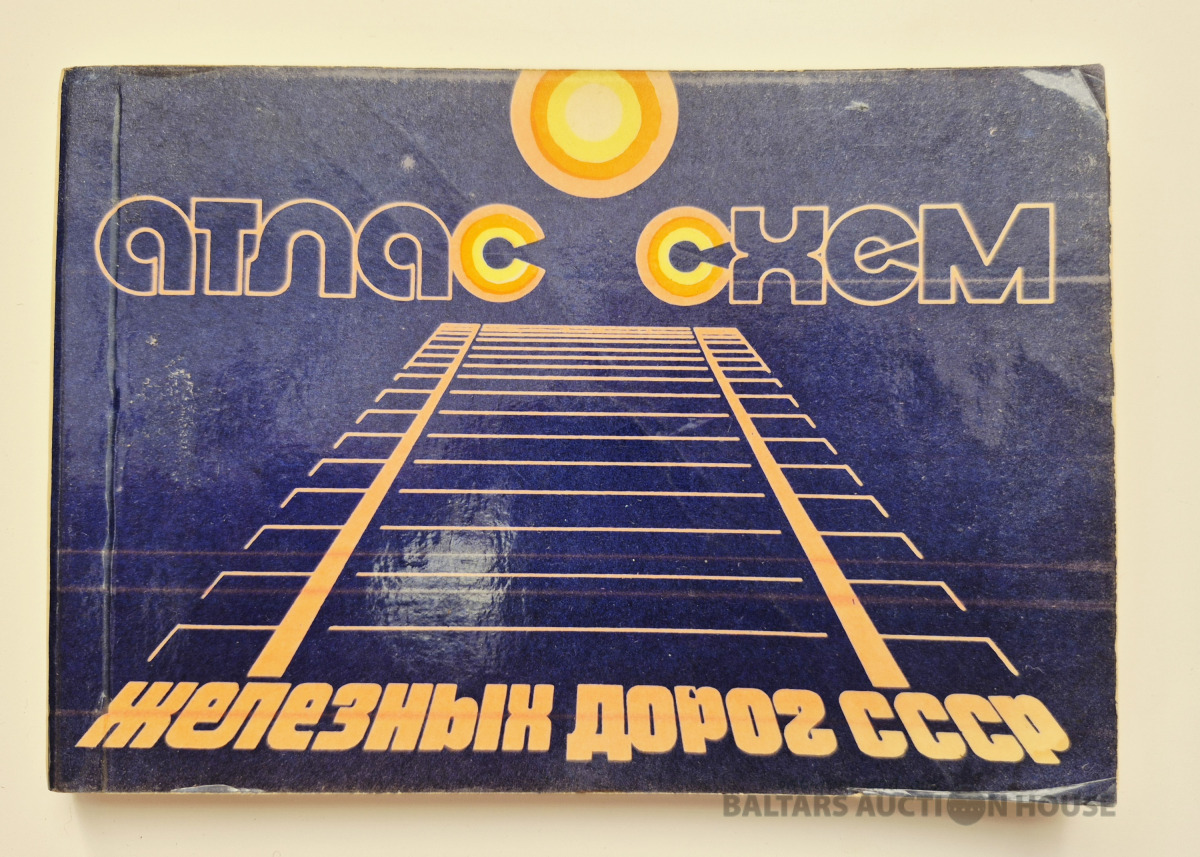 атлас схем
железных дорог СССР
BALTARS AUCTION HOUSE